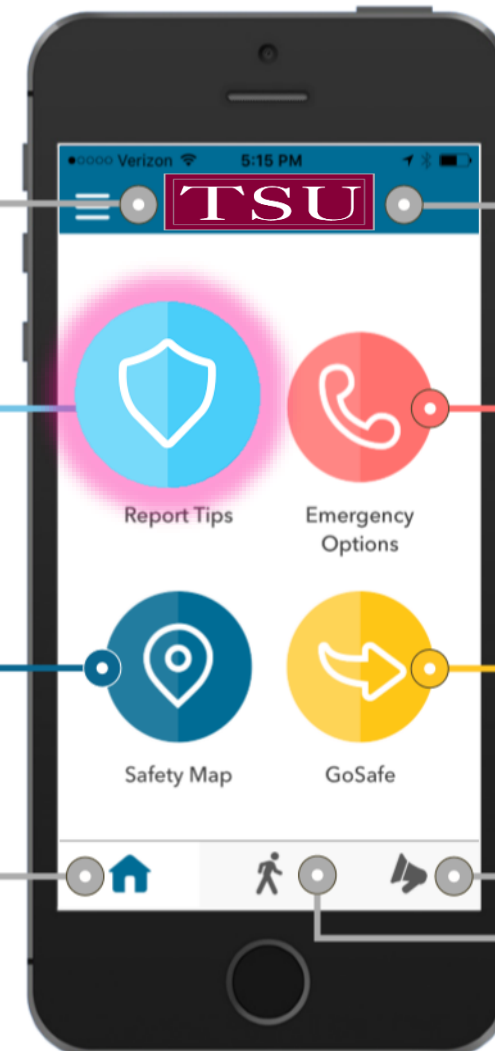 Verizon 5:15 PM
TSU
Report Tips
Emergency
Options
Safety Map
GoSafe